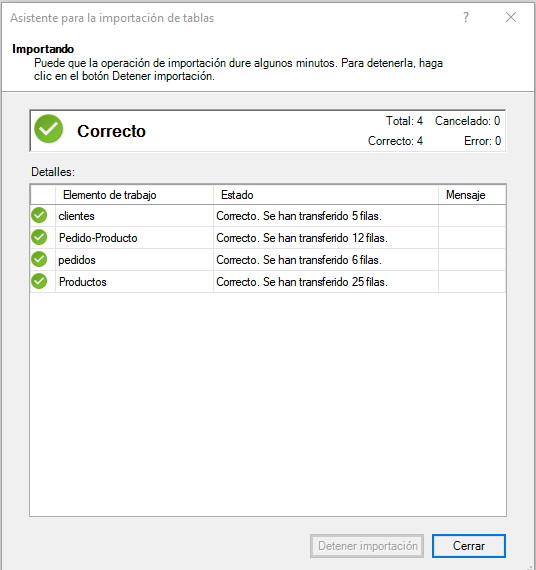 Asistente para la importación de tablas ? ×
Importando
Puede que la operación de importación dure algunos minutos. Para detenerla, haga
clic en el botón Detener importación.
Correcto
Total: 4 Cancelado: 0
Correcto: 4 Error: 0
Detalles:
Elemento de trabajo Estado Mensaje
clientes Correcto. Se han transferido 5 filas.
Pedido-Producto Correcto. Se han transferido 12 filas.
pedidos Correcto. Se han transferido 6 filas.
Productos Correcto. Se han transferido 25 filas.
Detener importación Cerrar